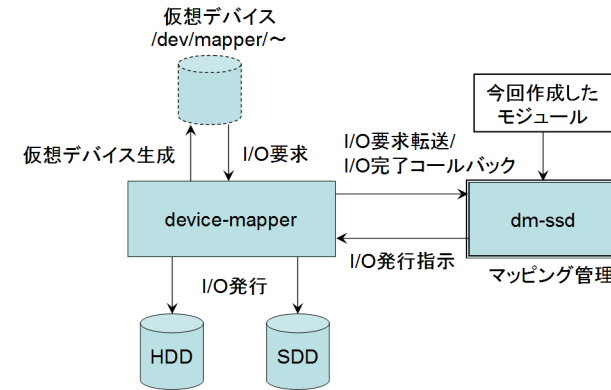 仮想デバイス
/dev/mapper/～
今回作成した
モジュール
仮想デバイス生成
I/O要求
I/O要求転送/
I/O完了コールバック
device-mapper
dm-ssd
I/O発行指示
マッピング管理
I/O発行
HDD
SDD